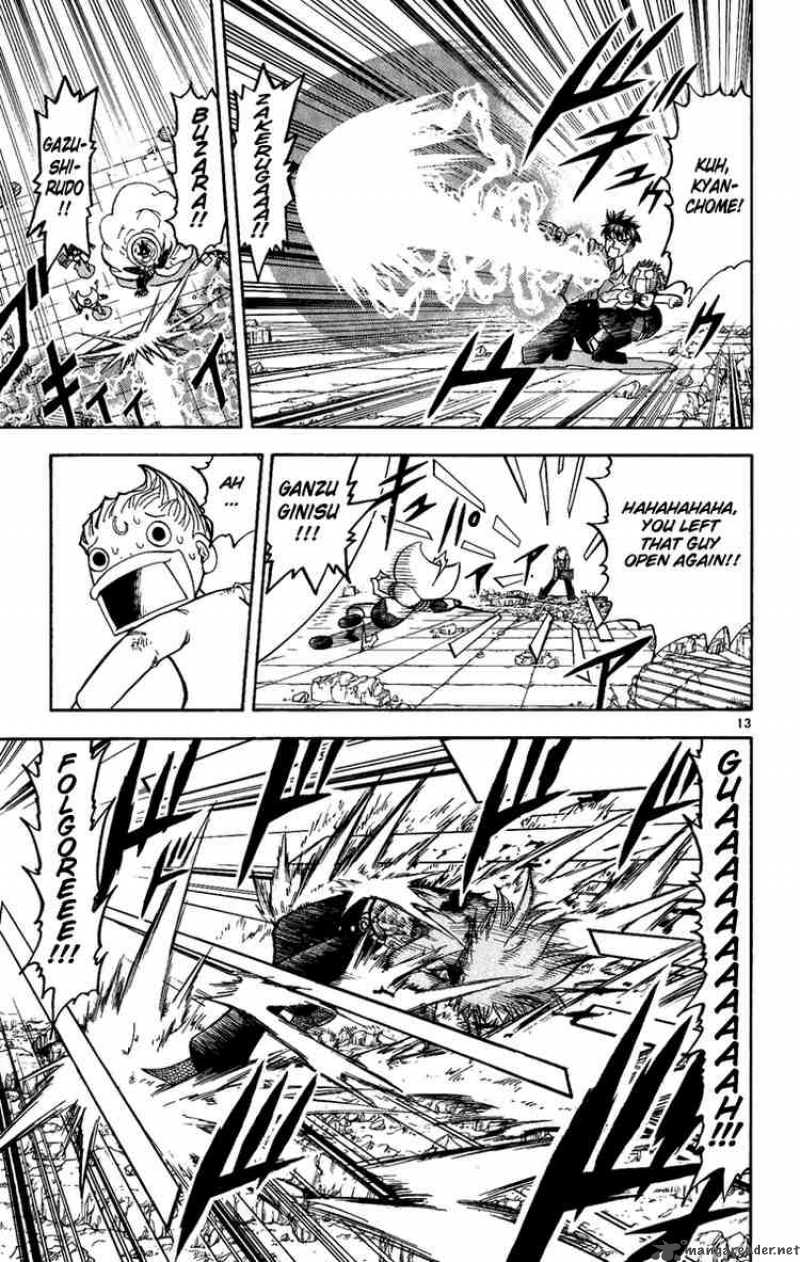 KUH,
KYAN-
CHOME!
ZAKERUGAAA!!
BUZARA!!
GAZU-
SHI-
RUDO
!!
HAHAHAHAHA,
YOU LEFT
THAT GUY
OPEN AGAIN!!
GANZU
GINISU
!!!
AH
...
13
GUAAAAAAAAAAAAAAAH!!!
FOLGOREEE!!!
mangareader.net